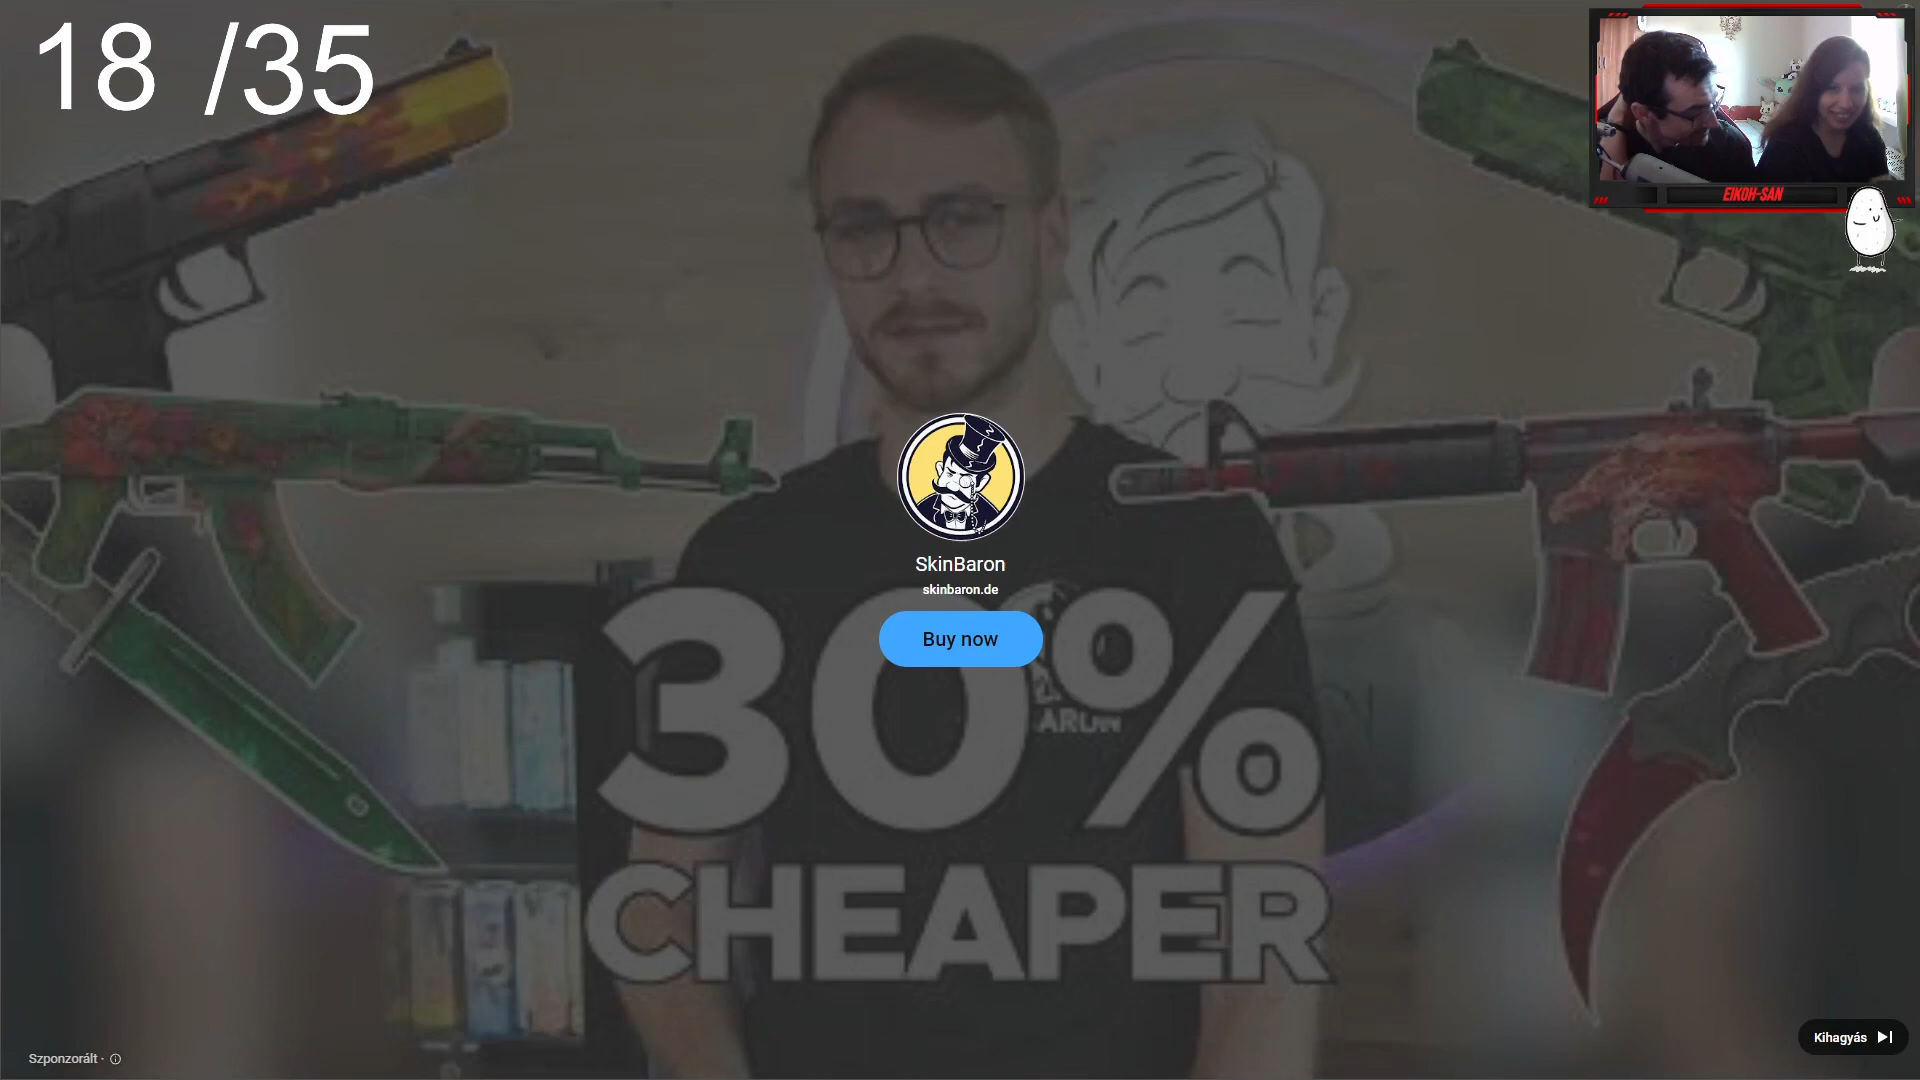 18 /35
EIKOH-SAN
SkinBaron
skinbaron.de
Buy now
30%
CHEAPER
Szponzorált ·
Kihagyás